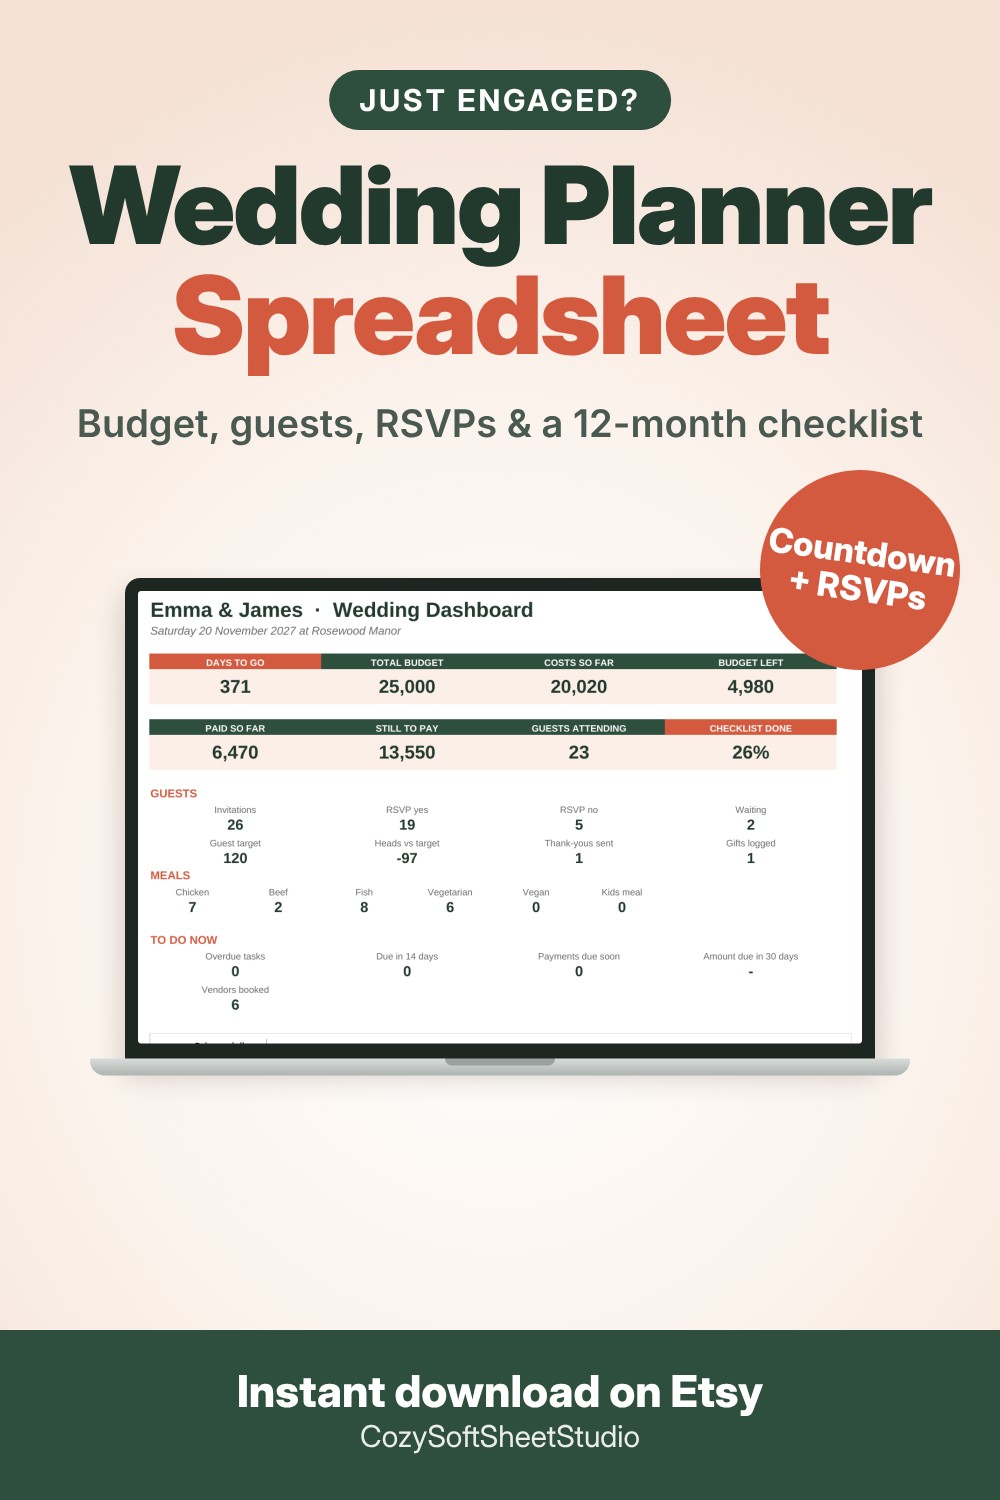 JUST ENGAGED?
Wedding Planner
Spreadsheet
Budget, guests, RSVPs & a 12-month checklist
Countdown
+ RSVPs
Emma & James · Wedding Dashboard
Saturday 20 November 2027 at Rosewood Manor
DAYS TO GO TOTAL BUDGET COSTS SO FAR BUDGET LEFT
371 25,000 20,020 4,980
PAID SO FAR STILL TO PAY GUESTS ATTENDING CHECKLIST DONE
6,470 13,550 23 26%
GUESTS
Invitations RSVP yes RSVP no Waiting
26 19 5 2
Guest target Heads vs target Thank-yous sent Gifts logged
120 -97 1 1
MEALS
Chicken Beef Fish Vegetarian Vegan Kids meal
7 2 8 6 0 0
TO DO NOW
Overdue tasks Due in 14 days Payments due soon Amount due in 30 days
0 0 0 -
Vendors booked
6
Instant download on Etsy
CozySoftSheetStudio